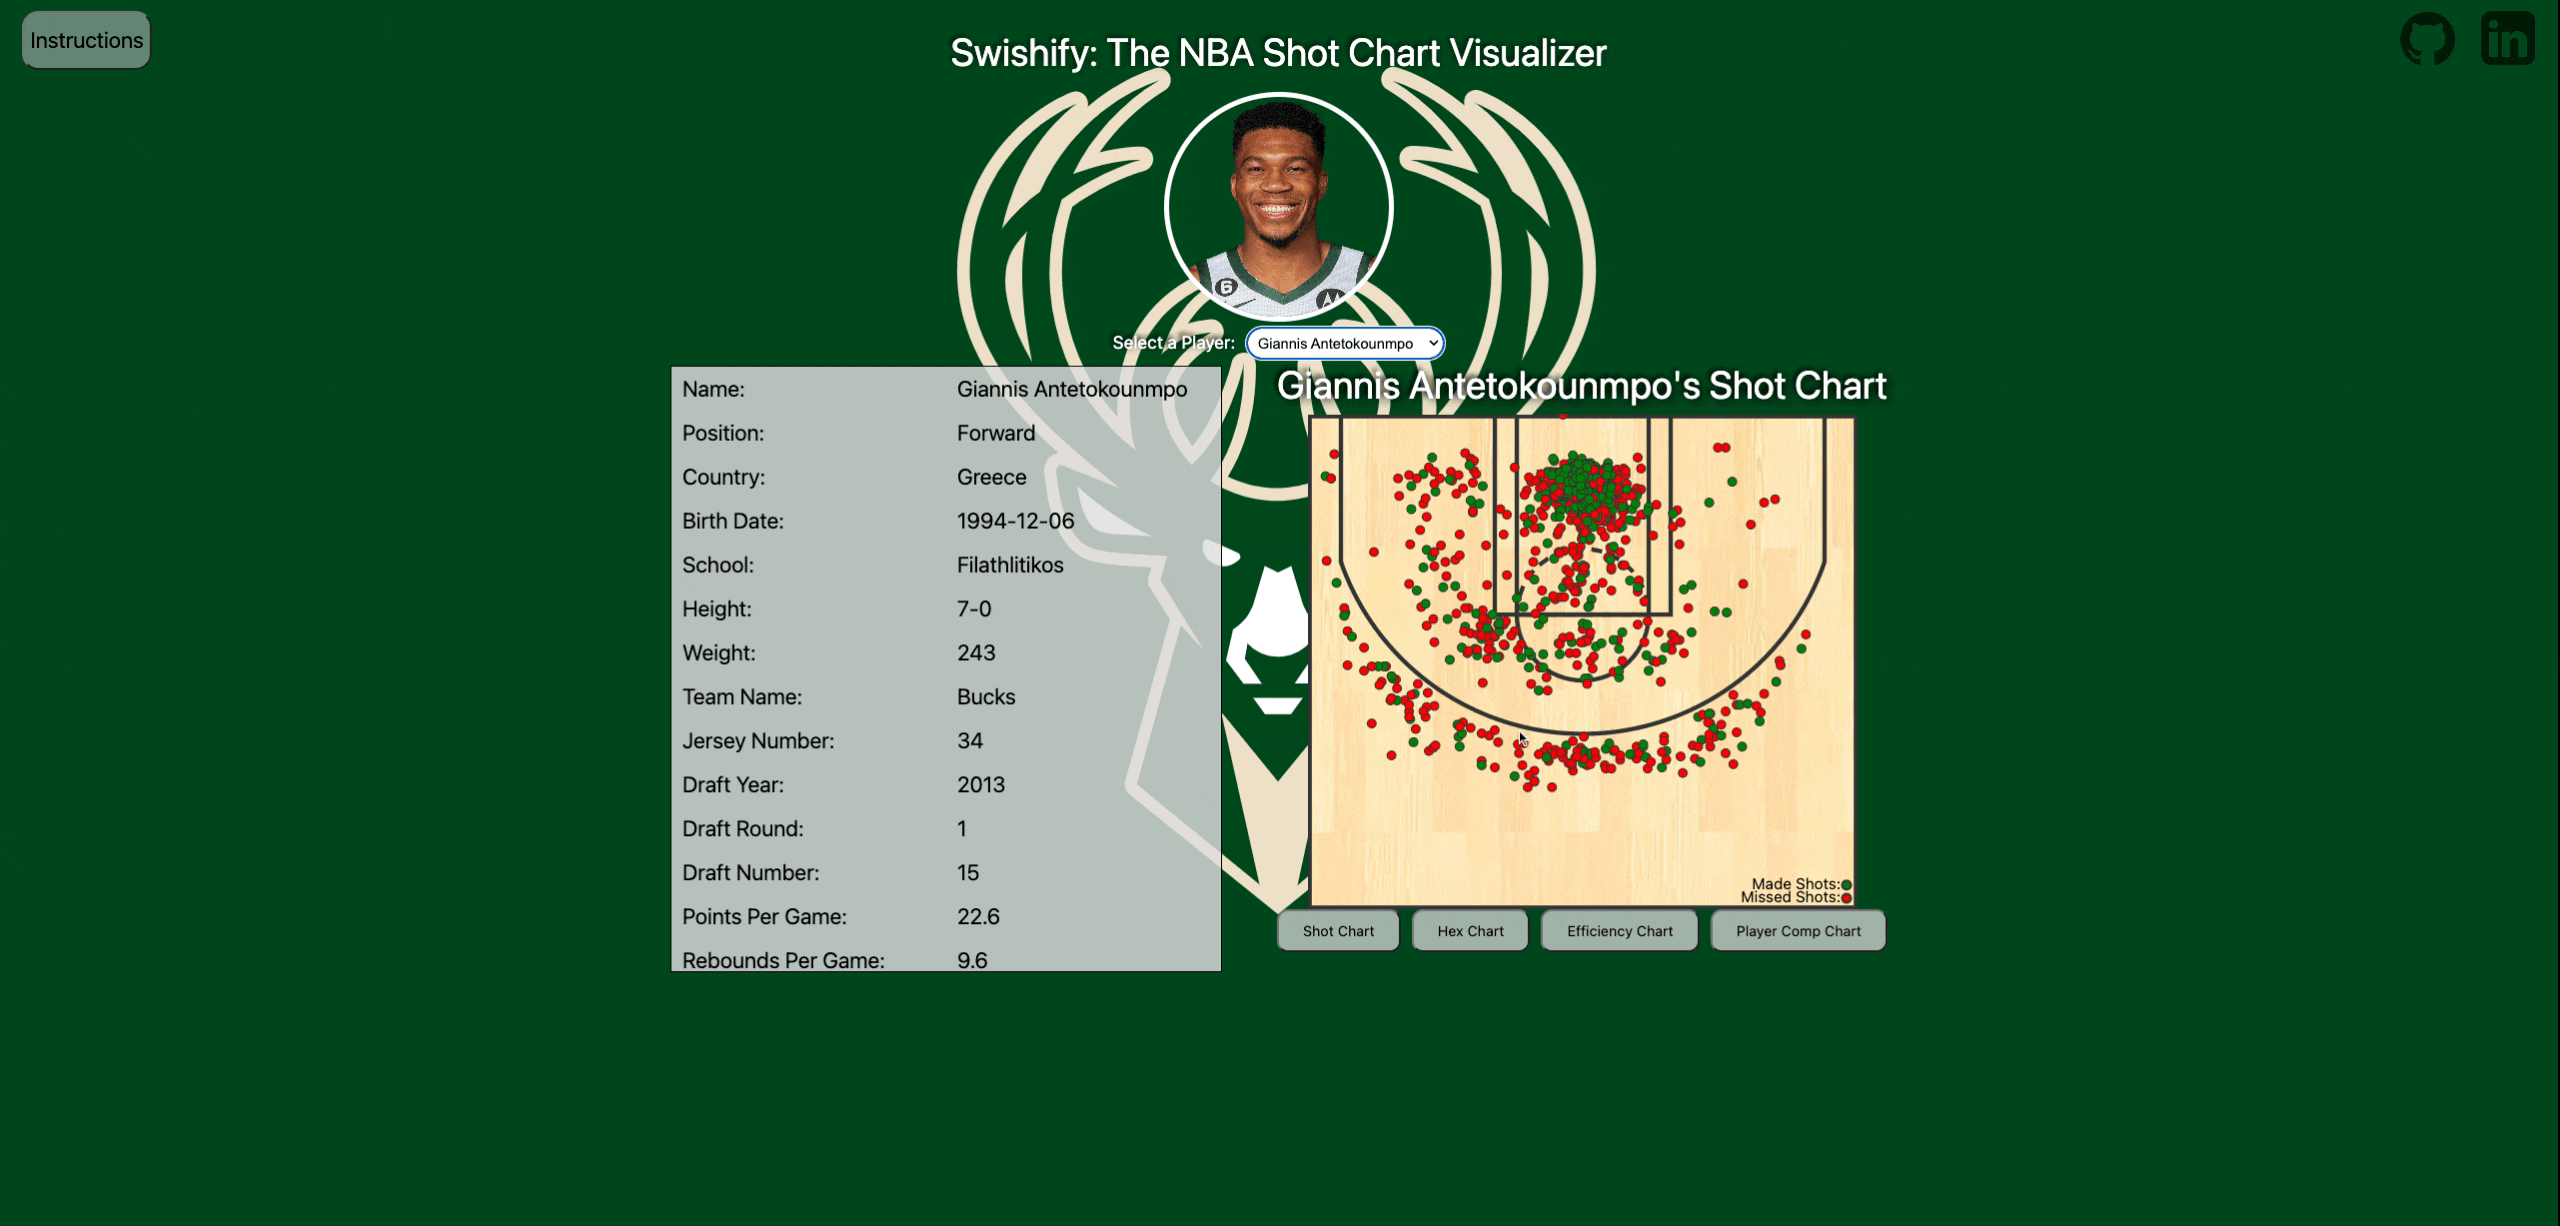 Instructions
Swishify: The NBA Shot Chart Visualizer
6
Select a Player: Giannis Antetokounmpo
Name: Giannis Antetokounmpo
Position: Forward
Country: Greece
Birth Date: 1994-12-06
School: Filathlitikos
Height: 7-0
Weight: 243
Team Name: Bucks
Jersey Number: 34
Draft Year: 2013
Draft Round: 1
Draft Number: 15
Points Per Game: 22.6
Rebounds Per Game: 9.6
Giannis Antetokounmpo's Shot Chart
Made Shots:
Missed Shots:
Shot Chart Hex Chart Efficiency Chart Player Comp Chart
in